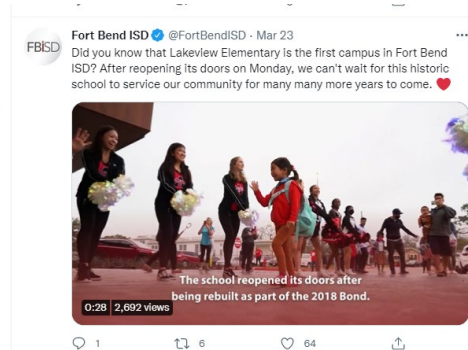 Fort Bend ISD @FortBendISD · Mar 23
FBISD
Did you know that Lakeview Elementary is the first campus in Fort Bend
ISD? After reopening its doors on Monday, we can't wait for this historic
school to service our community for many many more years to come.
The school reopened its doors after
being rebuilt as part of the 2018 Bond.
0:28 2,692 views
1 6 64